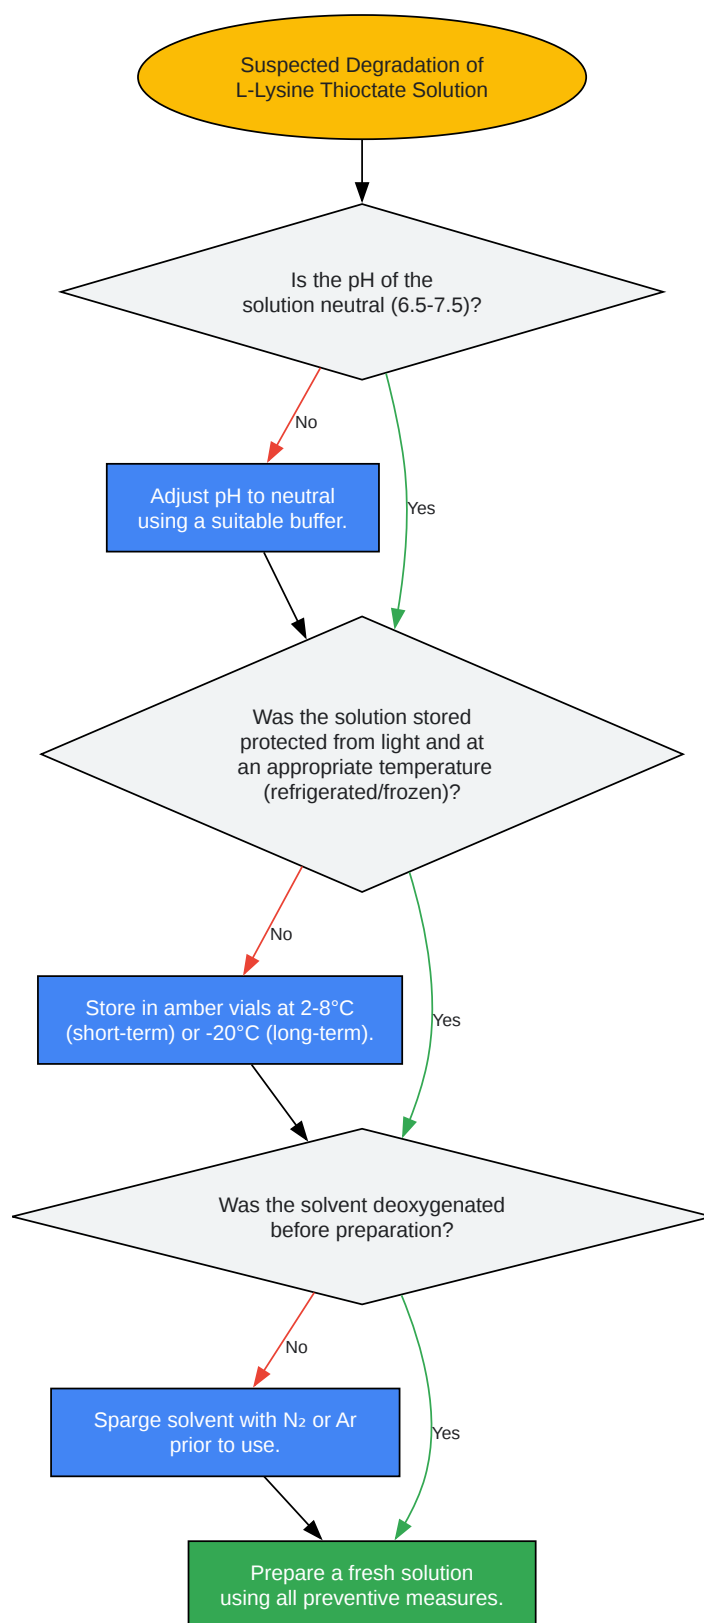 Suspected Degradation of
L-Lysine Thioctate Solution
Is the pH of the
solution neutral (6.5-7.5)?
No
Adjust pH to neutral
using a suitable buffer.
Yes
Was the solution stored
protected from light and at
an appropriate temperature
(refrigerated/frozen)?
No
Store in amber vials at 2-8°C
(short-term) or -20°C (long-term).
Yes
Was the solvent deoxygenated
before preparation?
No
Sparge solvent with N₂ or Ar
prior to use.
Yes
Prepare a fresh solution
using all preventive measures.